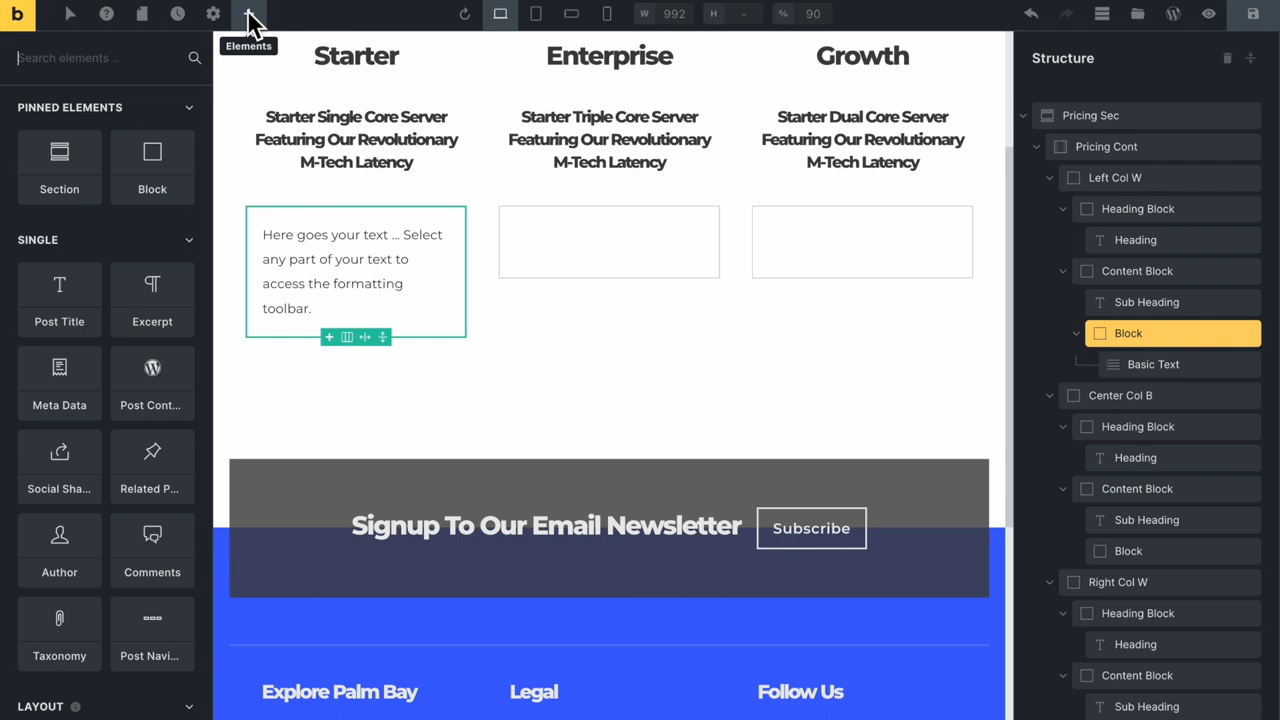 b
W 992 H - % 90
Elements
Search elements ..
PINNED ELEMENTS
Section
Block
SINGLE
Post Title
Excerpt
Meta Data
Post Cont...
Social Sha...
Related P...
Author
Comments
Taxonomy
Post Navi...
LAYOUT
Starter
Starter Single Core Server
Featuring Our Revolutionary
M-Tech Latency
Here goes your text ... Select
any part of your text to
access the formatting
toolbar.
Enterprise
Starter Triple Core Server
Featuring Our Revolutionary
M-Tech Latency
Growth
Starter Dual Core Server
Featuring Our Revolutionary
M-Tech Latency
Signup To Our Email Newsletter
Subscribe
Explore Palm Bay
Legal
Follow Us
Structure
Pricing Sec
Pricing Cont
Left Col W
Heading Block
Heading
Content Block
Sub Heading
Block
Basic Text
Center Col B
Heading Block
Heading
Content Block
Sub Heading
Block
Right Col W
Heading Block
Heading
Content Block
Sub Heading